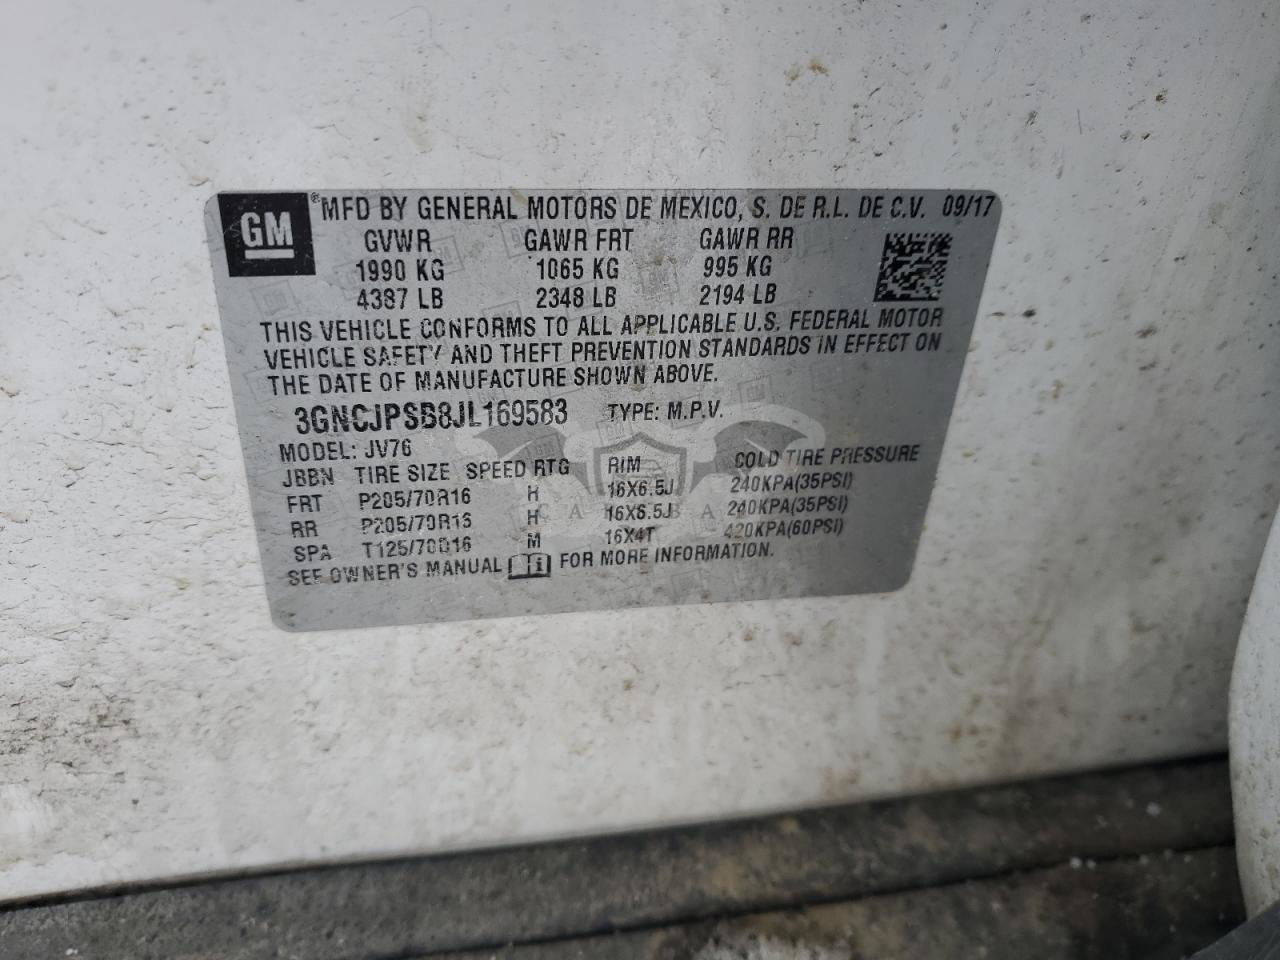 GM ® MFD BY GENERAL MOTORS DE MEXICO, S. DE R.L. DE C.V. 09/17
GVWR GAWR FRT GAWR RR
1990 KG 1065 KG 995 KG
4387 LB 2348 LB 2194 LB
THIS VEHICLE CONFORMS TO ALL APPLICABLE U.S. FEDERAL MOTOR
VEHICLE SAFETY AND THEFT PREVENTION STANDARDS IN EFFECT ON
THE DATE OF MANUFACTURE SHOWN ABOVE.
3GNCJPSB8JL169583 TYPE: M.P.V.
MODEL: JV76
JBBN TIRE SIZE SPEED RTG RIM COLD TIRE PRESSURE
FRT P205/70R16 H 16X6.5J 240KPA(35PSI)
RR P205/70R16 H 16X6.5J 240KPA(35PSI)
SPA T125/70D16 M 16X4T 420KPA(60PSI)
SEE OWNER'S MANUAL FOR MORE INFORMATION.